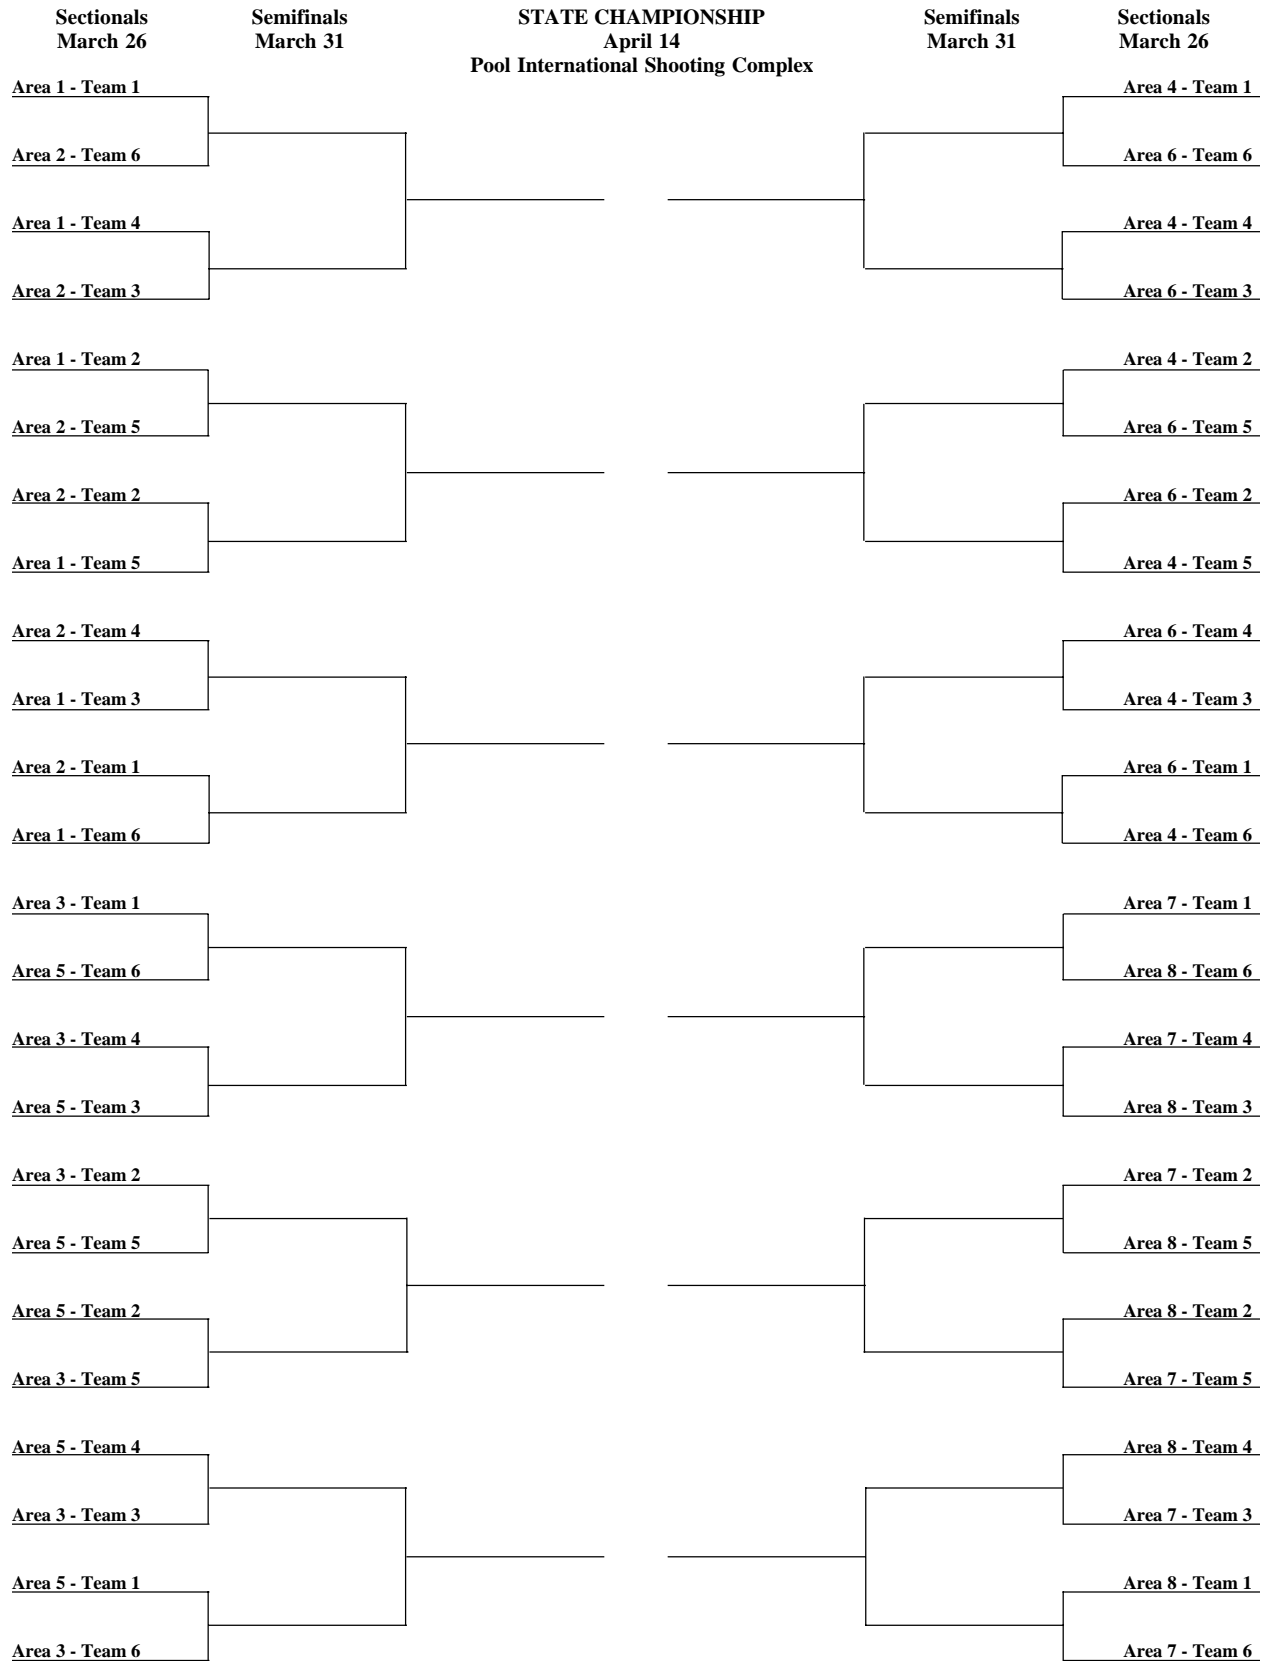 Sectionals
March 26
Semifinals
March 31
STATE CHAMPIONSHIP
April 14
Pool International Shooting Complex
Semifinals
March 31
Sectionals
March 26
Area 1 - Team 1
Area 2 - Team 6
Area 1 - Team 4
Area 2 - Team 3
Area 1 - Team 2
Area 2 - Team 5
Area 2 - Team 2
Area 1 - Team 5
Area 2 - Team 4
Area 1 - Team 3
Area 2 - Team 1
Area 1 - Team 6
Area 3 - Team 1
Area 5 - Team 6
Area 3 - Team 4
Area 5 - Team 3
Area 3 - Team 2
Area 5 - Team 5
Area 5 - Team 2
Area 3 - Team 5
Area 5 - Team 4
Area 3 - Team 3
Area 5 - Team 1
Area 3 - Team 6
Area 4 - Team 1
Area 6 - Team 6
Area 4 - Team 4
Area 6 - Team 3
Area 4 - Team 2
Area 6 - Team 5
Area 6 - Team 2
Area 4 - Team 5
Area 6 - Team 4
Area 4 - Team 3
Area 6 - Team 1
Area 4 - Team 6
Area 7 - Team 1
Area 8 - Team 6
Area 7 - Team 4
Area 8 - Team 3
Area 7 - Team 2
Area 8 - Team 5
Area 8 - Team 2
Area 7 - Team 5
Area 8 - Team 4
Area 7 - Team 3
Area 8 - Team 1
Area 7 - Team 6